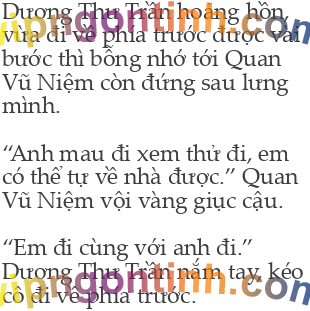 Dương Thư Trần hoảng hồn,
vừa đi về phía trước được vài
bước thì bỗng nhớ tới Quan
Vũ Niệm còn đứng sau lưng
mình.

“Anh mau đi xem thử đi, em
có thể tự về nhà được.” Quan
Vũ Niệm vội vàng giục cậu.

“Em đi cùng với anh đi.”
Dương Thư Trần nắm tay, kéo
cô đi về phía trước.